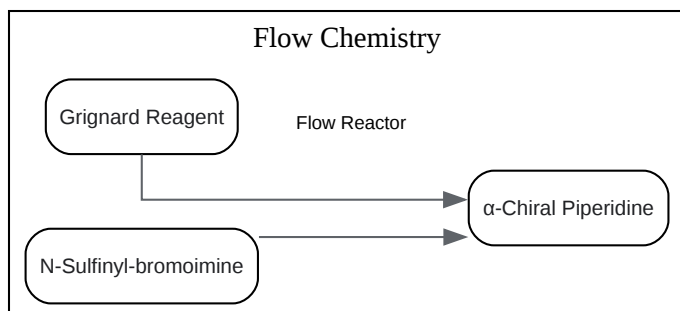 Flow Chemistry
Grignard Reagent
Flow Reactor
α-Chiral Piperidine
N-Sulfinyl-bromoimine